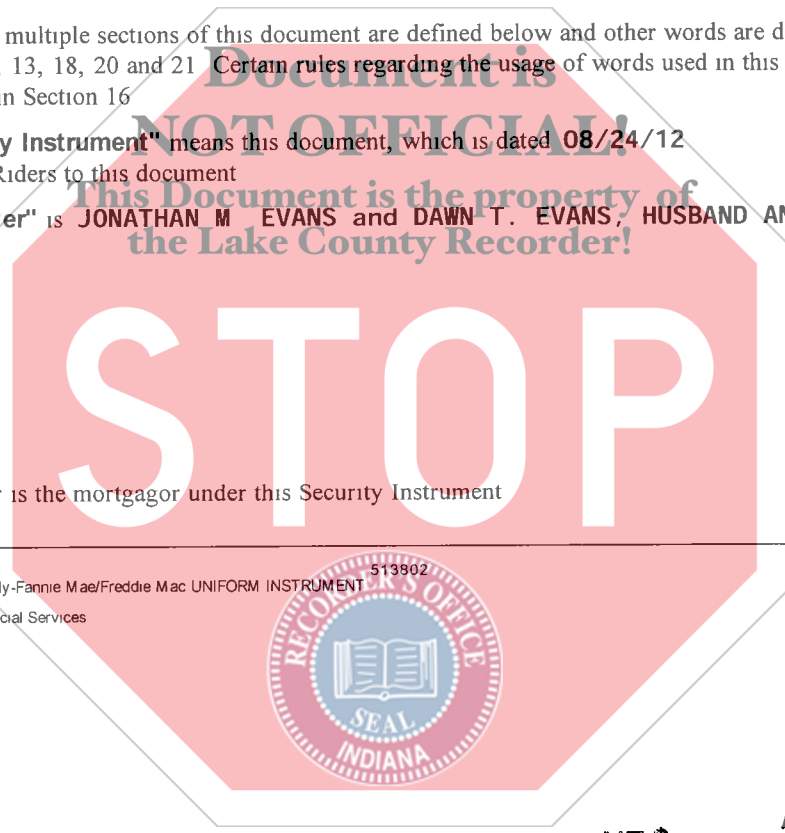 multiple sections of this document are defined below and other words are d
, 13, 18, 20 and 21 Certain rules regarding the usage of words used in this
in Section 16
Document is
NOT OFFICIAL!
y Instrument" means this document, which is dated 08/24/12
Riders to this document
This Document is the property of
the Lake County Recorder!
er" is JONATHAN M EVANS and DAWN T. EVANS, HUSBAND AN
STOP
is the mortgagor under this Security Instrument
513802
ly-Fannie Mae/Freddie Mac UNIFORM INSTRUMENT
cial Services
RECORDER'S OFFICE
SEAL
INDIANA